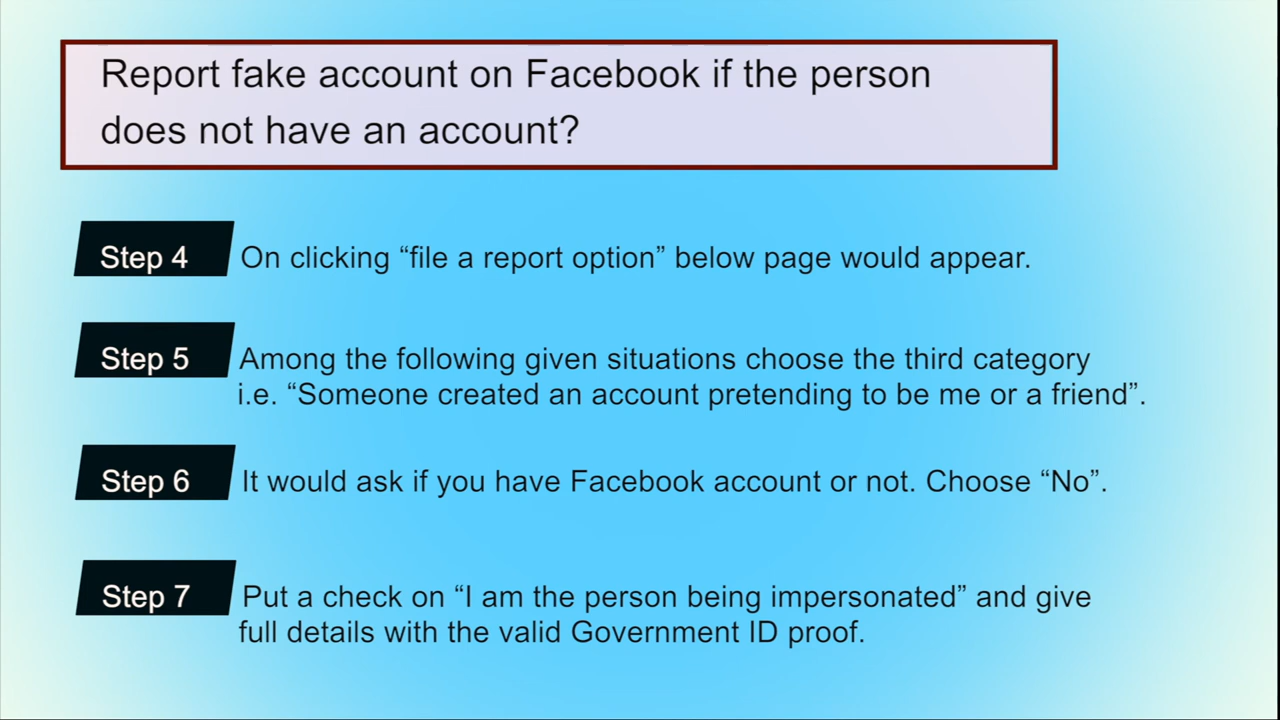 Report fake account on Facebook if the person
does not have an account?
Step 4 On clicking “file a report option” below page would appear.
Step 5 Among the following given situations choose the third category
i.e. “Someone created an account pretending to be me or a friend”.
Step 6 It would ask if you have Facebook account or not. Choose “No”.
Step 7 Put a check on “I am the person being impersonated” and give
full details with the valid Government ID proof.